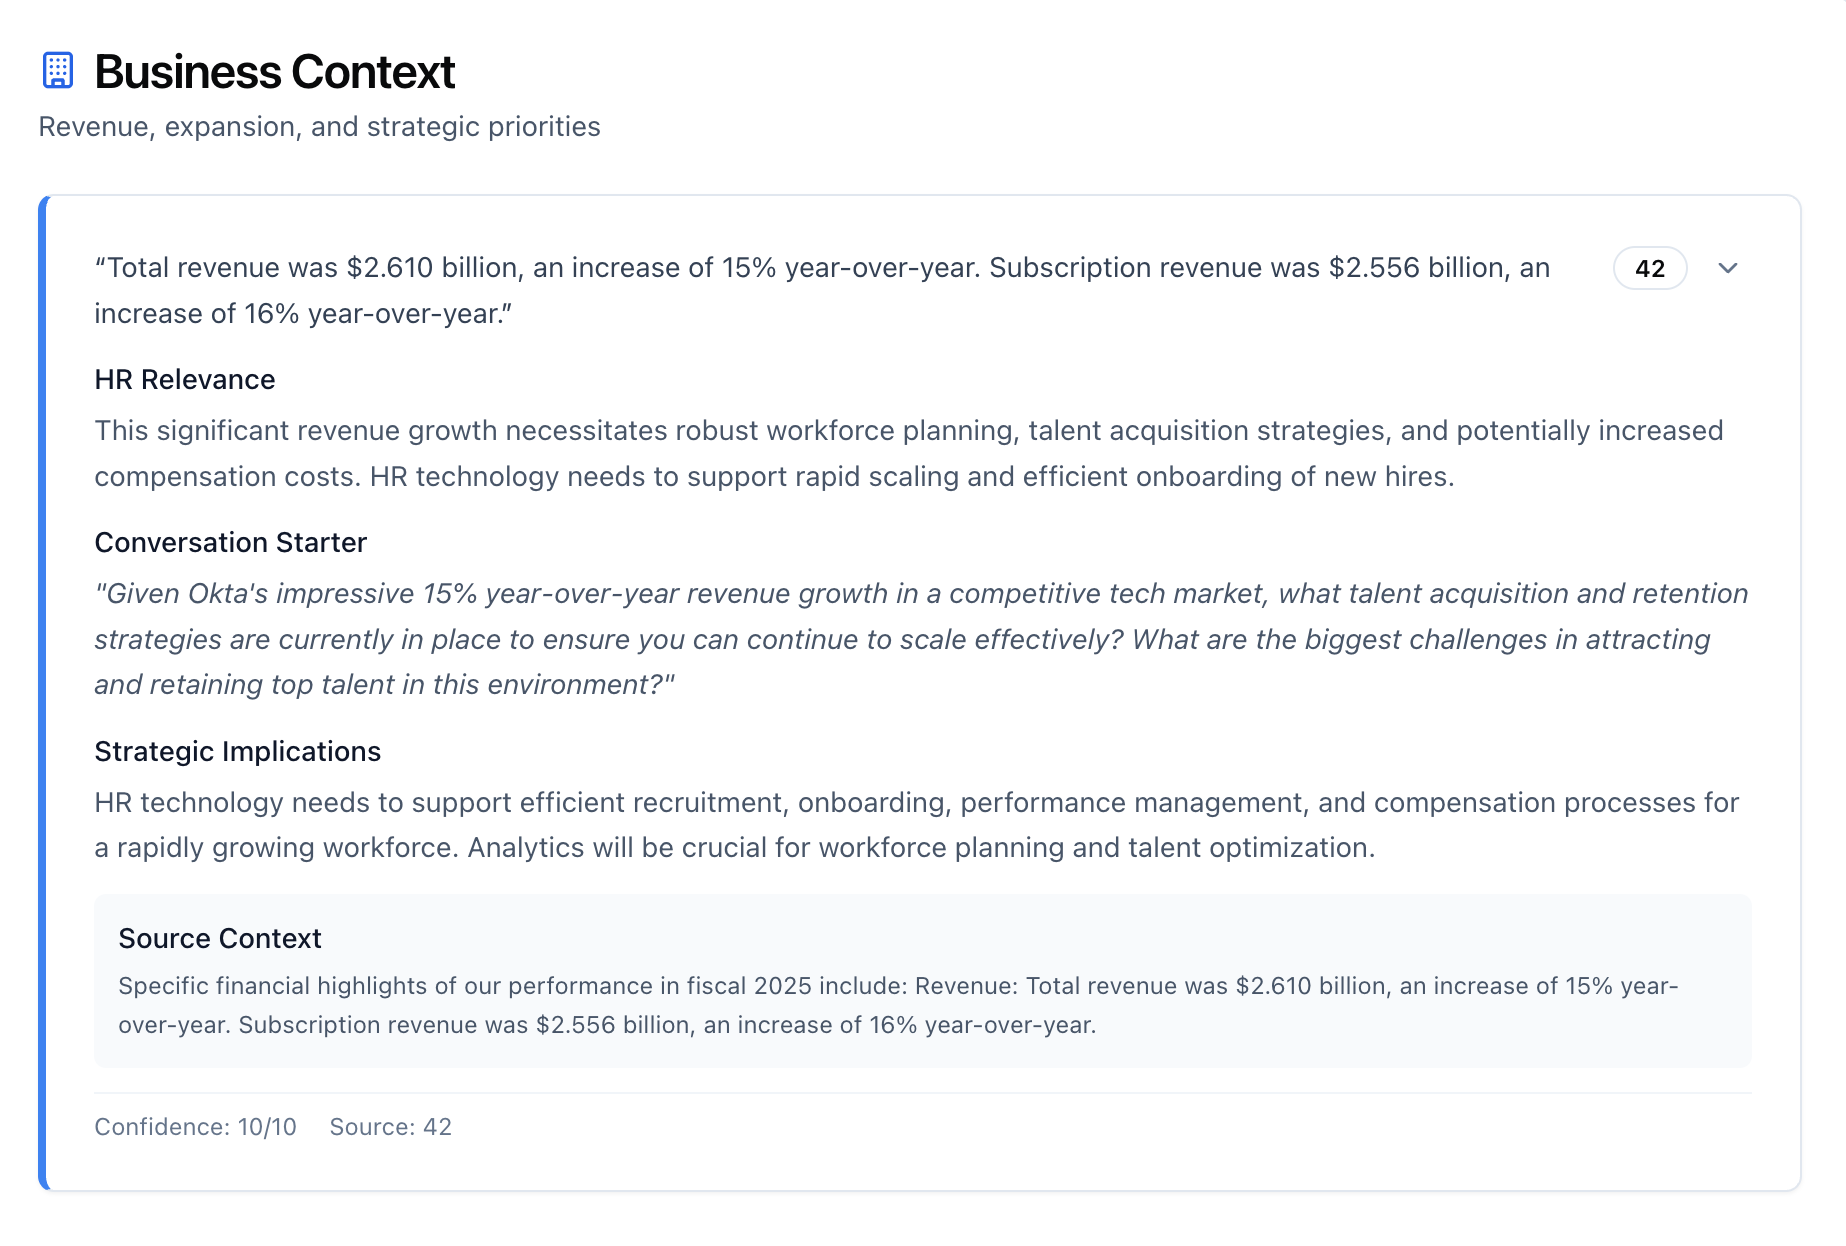 Business Context
Revenue, expansion, and strategic priorities
“Total revenue was $2.610 billion, an increase of 15% year-over-year. Subscription revenue was $2.556 billion, an
42
increase of 16% year-over-year.”
HR Relevance
This significant revenue growth necessitates robust workforce planning, talent acquisition strategies, and potentially increased
compensation costs. HR technology needs to support rapid scaling and efficient onboarding of new hires.
Conversation Starter
"Given Okta's impressive 15% year-over-year revenue growth in a competitive tech market, what talent acquisition and retention
strategies are currently in place to ensure you can continue to scale effectively? What are the biggest challenges in attracting
and retaining top talent in this environment?"
Strategic Implications
HR technology needs to support efficient recruitment, onboarding, performance management, and compensation processes for
a rapidly growing workforce. Analytics will be crucial for workforce planning and talent optimization.
Source Context
Specific financial highlights of our performance in fiscal 2025 include: Revenue: Total revenue was $2.610 billion, an increase of 15% year-
over-year. Subscription revenue was $2.556 billion, an increase of 16% year-over-year.
Confidence: 10/10 Source: 42